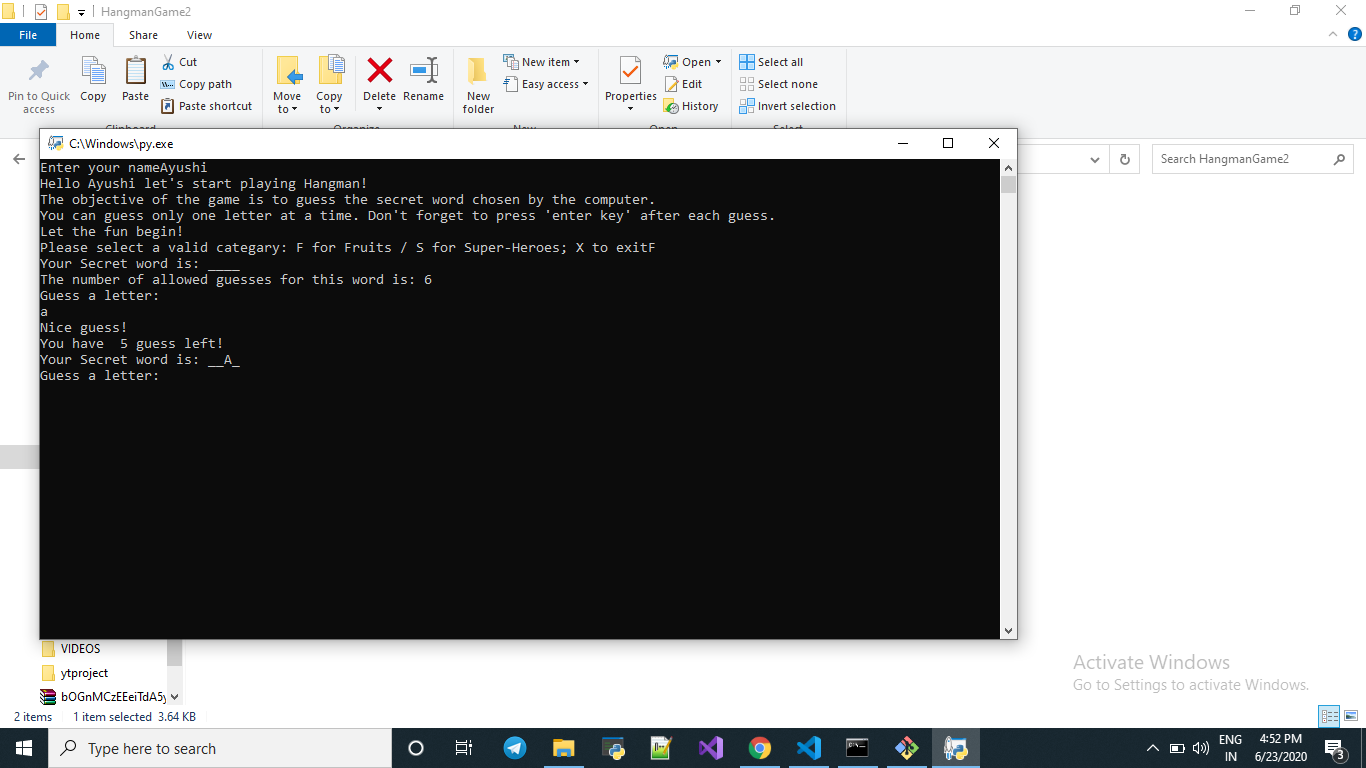 HangmanGame2
File Home Share View
Pin to Quick access
Copy
Paste
Cut
Copy path
Paste shortcut
Clipboard
Move to
Copy to
Delete
Rename
Organize
New folder
New item
Easy access
New
Properties
Open
Edit
History
Open
Select all
Select none
Invert selection
Select
Search HangmanGame2
C:\Windows\py.exe
Enter your nameAyushi
Hello Ayushi let's start playing Hangman!
The objective of the game is to guess the secret word chosen by the computer.
You can guess only one letter at a time. Don't forget to press 'enter key' after each guess.
Let the fun begin!
Please select a valid categary: F for Fruits / S for Super-Heroes; X to exitF
Your Secret word is: ____
The number of allowed guesses for this word is: 6
Guess a letter:
a
Nice guess!
You have  5 guess left!
Your Secret word is: __A_
Guess a letter:
VIDEOS
ytproject
bOGnMCzEEeiTdA5y
Activate Windows
Go to Settings to activate Windows.
2 items 1 item selected 3.64 KB
Type here to search
ENG
IN
4:52 PM
6/23/2020
3